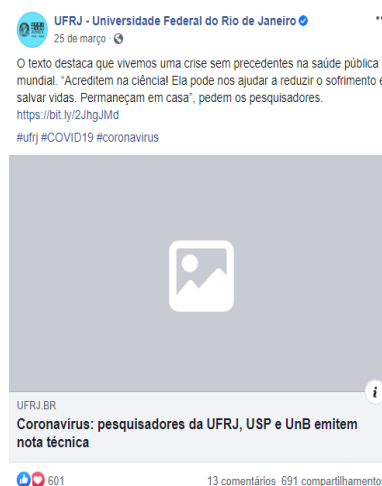 UFRJ - Universidade Federal do Rio de Janeiro
25 de março ·
O texto destaca que vivemos uma crise sem precedentes na saúde pública
mundial. “Acreditem na ciência! Ela pode nos ajudar a reduzir o sofrimento e
salvar vidas. Permaneçam em casa”, pedem os pesquisadores.
https://bit.ly/2JhgJMd
#ufrj #COVID19 #coronavirus
i
UFRJ.BR
Coronavírus: pesquisadores da UFRJ, USP e UnB emitem
nota técnica
601 13 comentários 691 compartilhamento